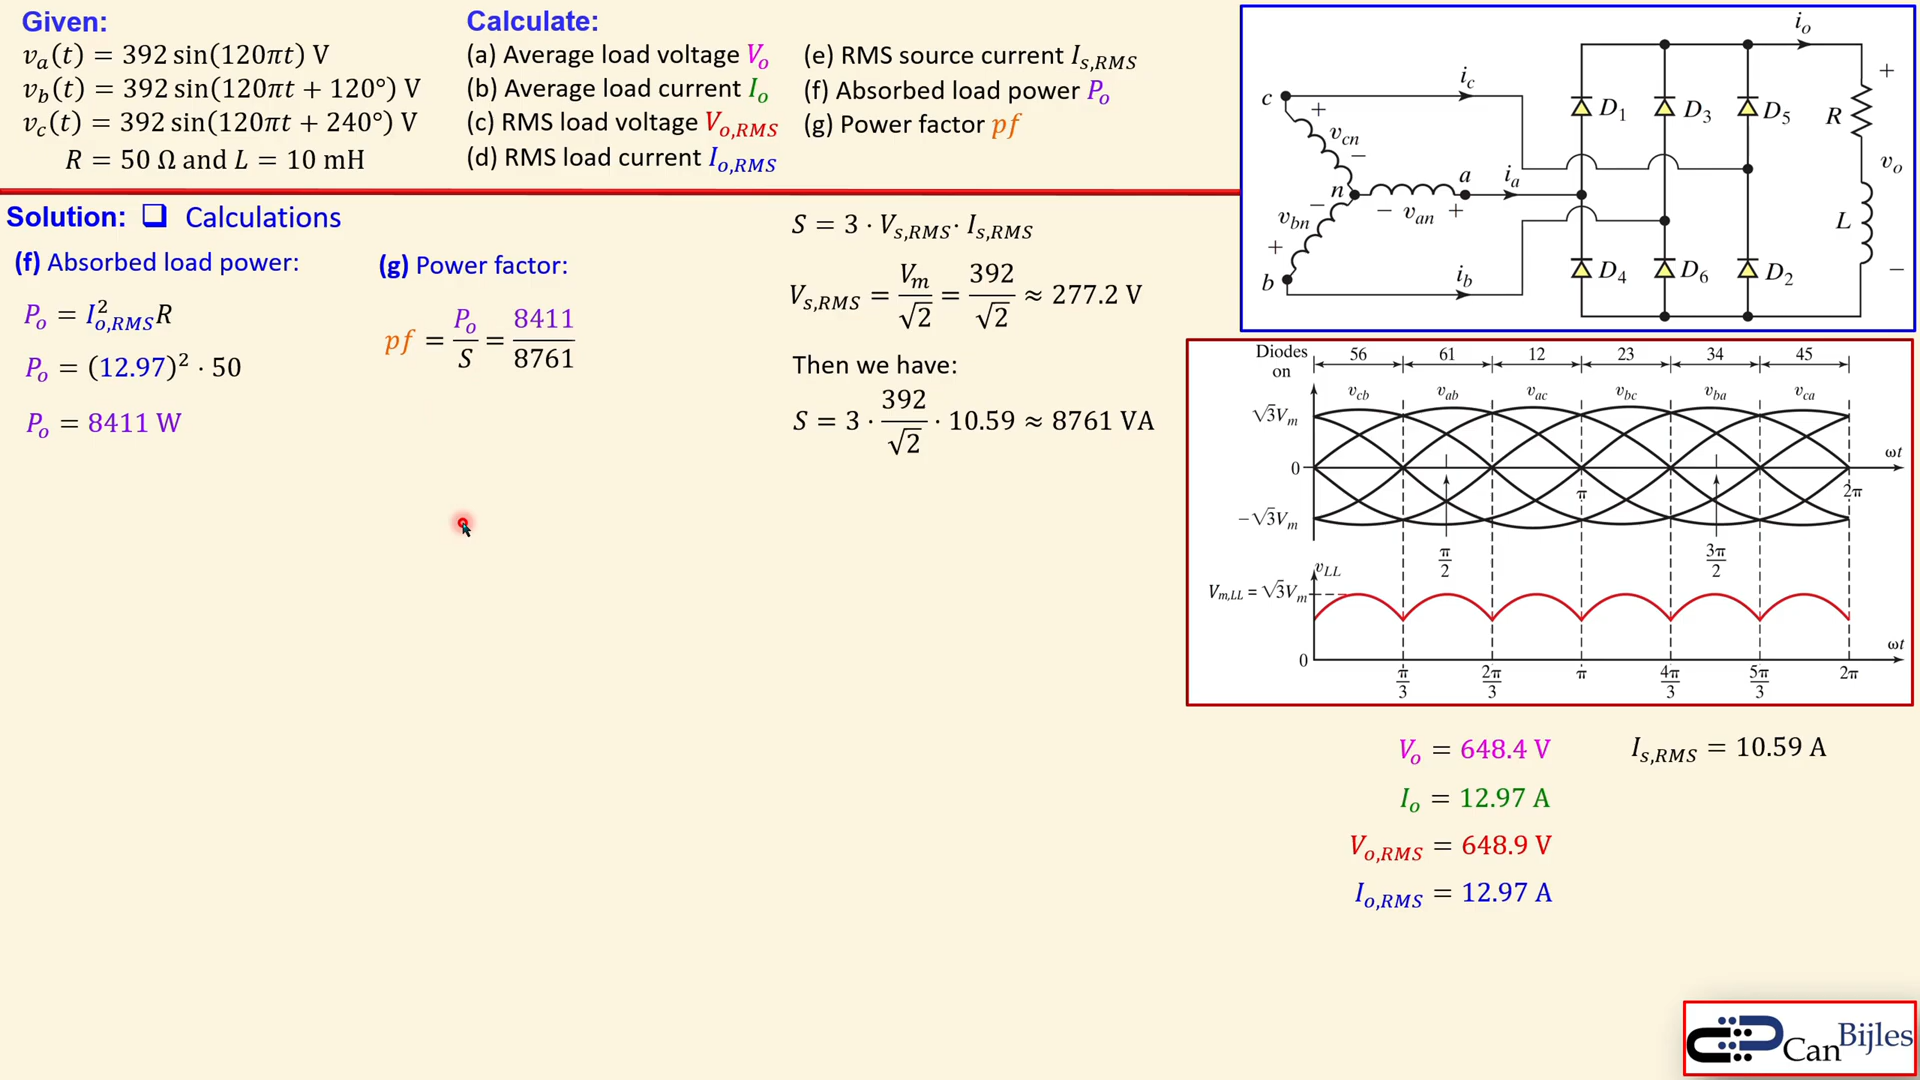 Given:
v_a(t) = 392 sin(120πt) V
v_b(t) = 392 sin(120πt + 120°) V
v_c(t) = 392 sin(120πt + 240°) V
R = 50 Ω and L = 10 mH
Calculate:
(a) Average load voltage V_o
(b) Average load current I_o
(c) RMS load voltage V_o,RMS
(d) RMS load current I_o,RMS
(e) RMS source current I_s,RMS
(f) Absorbed load power P_o
(g) Power factor pf
Solution: ❑ Calculations
(f) Absorbed load power:
P_o = I²_o,RMS R
P_o = (12.97)² · 50
P_o = 8411 W
(g) Power factor:
pf = P_o/S = 8411/8761
S = 3 · V_s,RMS · I_s,RMS
V_s,RMS = V_m/√2 = 392/√2 ≈ 277.2 V
Then we have:
S = 3 · 392/√2 · 10.59 ≈ 8761 VA
i_o
c
i_c
+
v_cn
−
D_1
D_3
D_5
R
+
v_o
n
a
i_a
− v_an +
−
v_bn
+
L
b
i_b
D_4
D_6
D_2
−
Diodes on
56 61 12 23 34 45
v_cb v_ab v_ac v_bc v_ba v_ca
√3V_m
0
ωt
π
2π
−√3V_m
π/2
3π/2
v_LL
V_m,LL = √3V_m
ωt
0
π/3 2π/3 π 4π/3 5π/3 2π
V_o = 648.4 V
I_s,RMS = 10.59 A
I_o = 12.97 A
V_o,RMS = 648.9 V
I_o,RMS = 12.97 A
Can Bijles